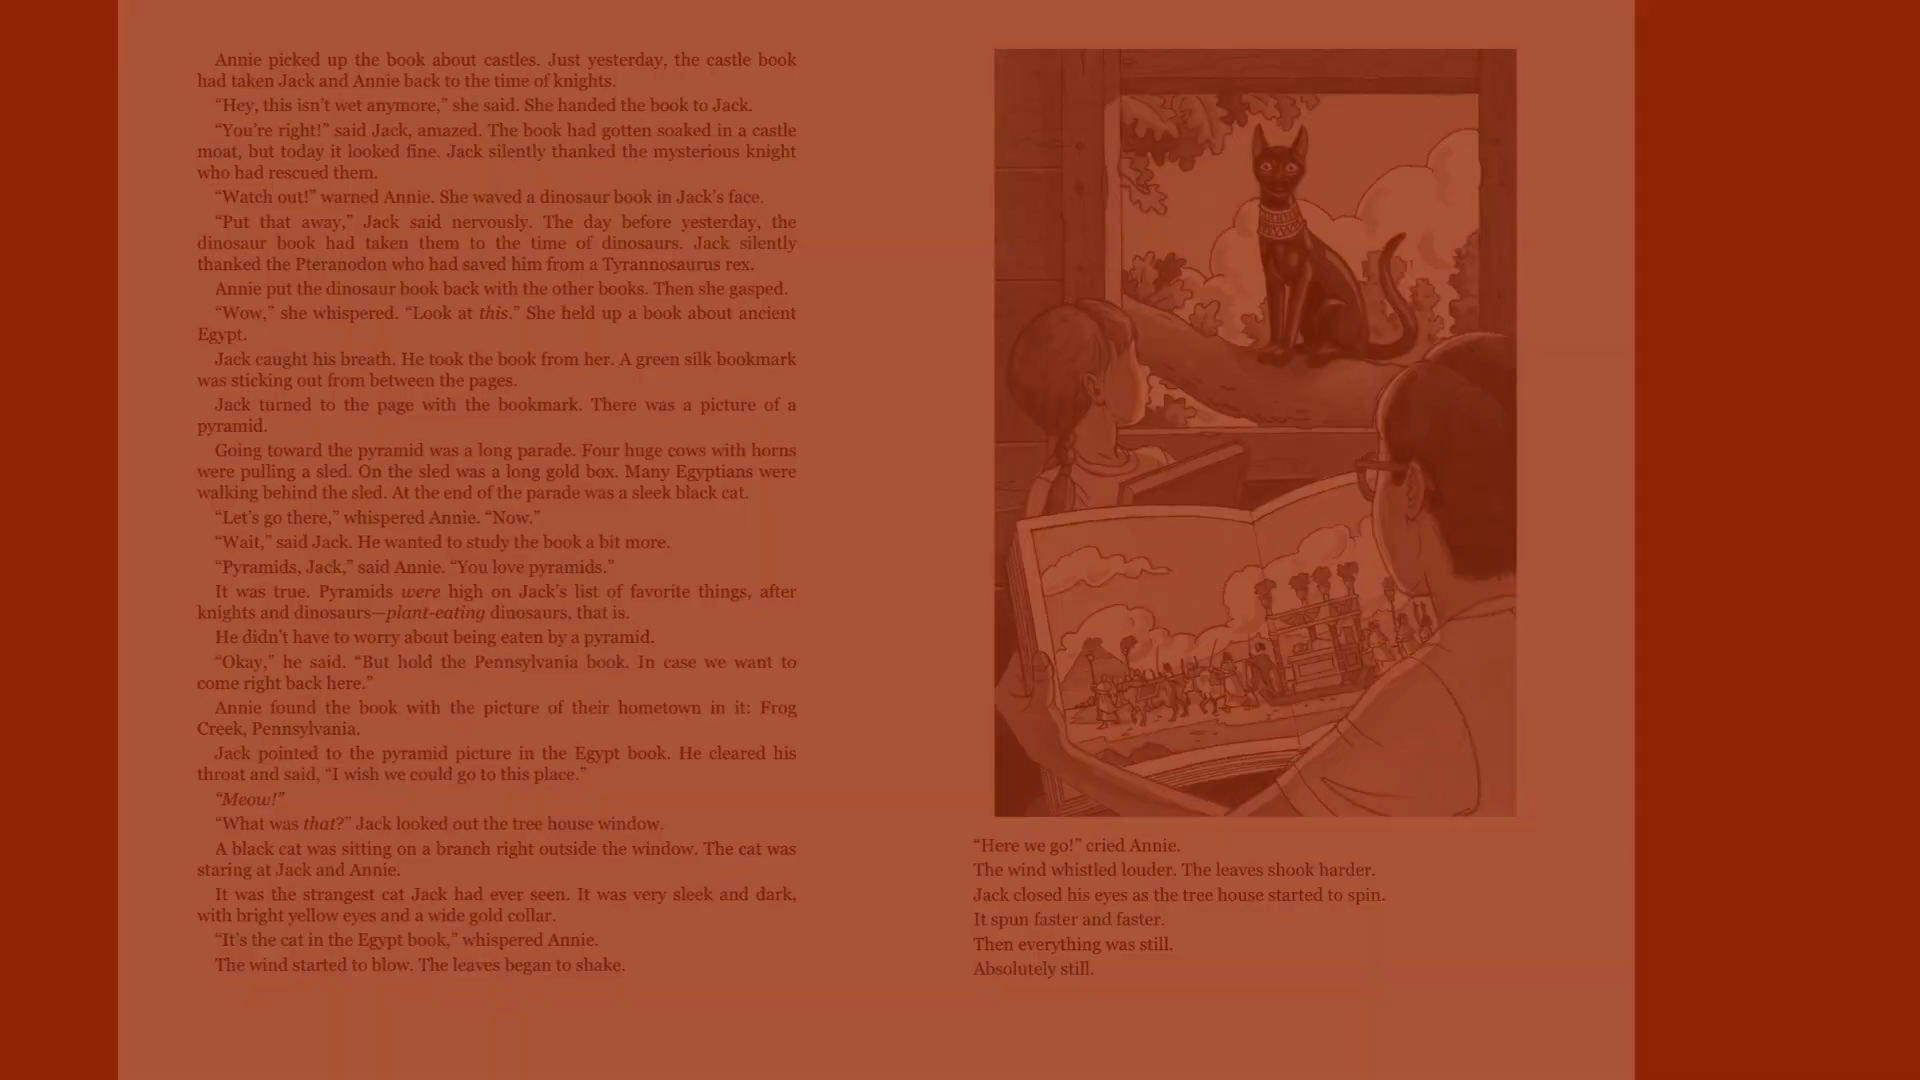 Annie picked up the book about castles. Just yesterday, the castle book
had taken Jack and Annie back to the time of knights.
“Hey, this isn’t wet anymore,” she said. She handed the book to Jack.
“You’re right!” said Jack, amazed. The book had gotten soaked in a castle
moat, but today it looked fine. Jack silently thanked the mysterious knight
who had rescued them.
“Watch out!” warned Annie. She waved a dinosaur book in Jack’s face.
“Put that away,” Jack said nervously. The day before yesterday, the
dinosaur book had taken them to the time of dinosaurs. Jack silently
thanked the Pteranodon who had saved him from a Tyrannosaurus rex.
Annie put the dinosaur book back with the other books. Then she gasped.
“Wow,” she whispered. “Look at this.” She held up a book about ancient
Egypt.
Jack caught his breath. He took the book from her. A green silk bookmark
was sticking out from between the pages.
Jack turned to the page with the bookmark. There was a picture of a
pyramid.
Going toward the pyramid was a long parade. Four huge cows with horns
were pulling a sled. On the sled was a long gold box. Many Egyptians were
walking behind the sled. At the end of the parade was a sleek black cat.
“Let’s go there,” whispered Annie. “Now.”
“Wait,” said Jack. He wanted to study the book a bit more.
“Pyramids, Jack,” said Annie. “You love pyramids.”
It was true. Pyramids were high on Jack’s list of favorite things, after
knights and dinosaurs—plant-eating dinosaurs, that is.
He didn’t have to worry about being eaten by a pyramid.
“Okay,” he said. “But hold the Pennsylvania book. In case we want to
come right back here.”
Annie found the book with the picture of their hometown in it: Frog
Creek, Pennsylvania.
Jack pointed to the pyramid picture in the Egypt book. He cleared his
throat and said, “I wish we could go to this place.”
“Meow!”
“What was that?” Jack looked out the tree house window.
A black cat was sitting on a branch right outside the window. The cat was
staring at Jack and Annie.
It was the strangest cat Jack had ever seen. It was very sleek and dark,
with bright yellow eyes and a wide gold collar.
“It’s the cat in the Egypt book,” whispered Annie.
The wind started to blow. The leaves began to shake.
“Here we go!” cried Annie.
The wind whistled louder. The leaves shook harder.
Jack closed his eyes as the tree house started to spin.
It spun faster and faster.
Then everything was still.
Absolutely still.